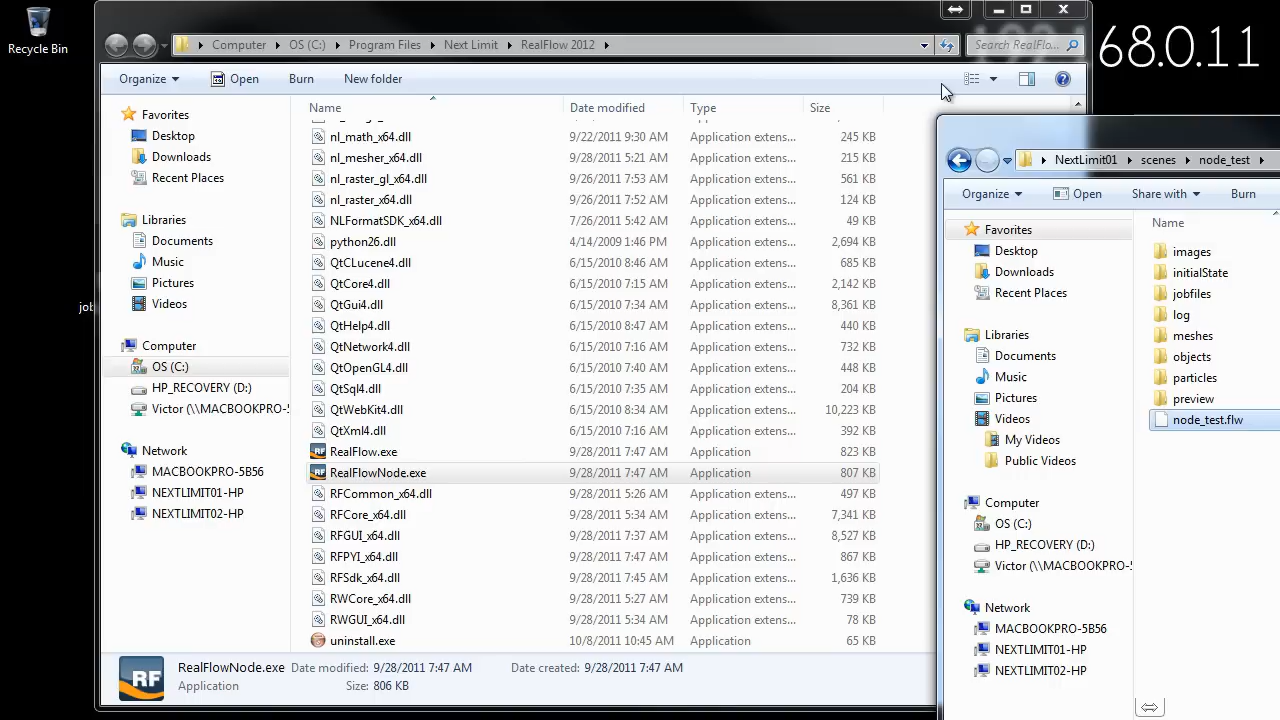 Recycle Bin
68.0.11
Computer OS (C:) Program Files Next Limit RealFlow 2012
Search RealFlo...
Organize Open Burn New folder
Favorites
Desktop
Downloads
Recent Places
Libraries
Documents
Music
Pictures
Videos
job
Computer
OS (C:)
HP_RECOVERY (D:)
Victor (\\MACBOOKPRO-5
Network
MACBOOKPRO-5B56
NEXTLIMIT01-HP
NEXTLIMIT02-HP
Name Date modified Type Size
nl_math_x64.dll 9/22/2011 9:30 AM Application extens... 245 KB
nl_mesher_x64.dll 9/28/2011 5:21 AM Application extens... 215 KB
nl_raster_gl_x64.dll 9/26/2011 7:53 AM Application extens... 561 KB
nl_raster_x64.dll 9/26/2011 7:52 AM Application extens... 124 KB
NLFormatSDK_x64.dll 7/26/2011 5:42 AM Application extens... 49 KB
python26.dll 4/14/2009 1:46 PM Application extens... 2,694 KB
QtCLucene4.dll 6/15/2010 8:46 AM Application extens... 685 KB
QtCore4.dll 6/15/2010 7:15 AM Application extens... 2,142 KB
QtGui4.dll 6/15/2010 7:34 AM Application extens... 8,361 KB
QtHelp4.dll 6/15/2010 8:47 AM Application extens... 440 KB
QtNetwork4.dll 6/15/2010 7:16 AM Application extens... 732 KB
QtOpenGL4.dll 6/15/2010 7:40 AM Application extens... 448 KB
QtSql4.dll 6/15/2010 7:35 AM Application extens... 204 KB
QtWebKit4.dll 6/15/2010 8:34 AM Application extens... 10,223 KB
QtXml4.dll 6/15/2010 7:16 AM Application extens... 392 KB
RealFlow.exe 9/28/2011 7:47 AM Application 823 KB
RealFlowNode.exe 9/28/2011 7:47 AM Application 807 KB
RFCommon_x64.dll 9/28/2011 5:26 AM Application extens... 497 KB
RFCore_x64.dll 9/28/2011 5:34 AM Application extens... 7,341 KB
RFGUI_x64.dll 9/28/2011 7:37 AM Application extens... 8,527 KB
RFPYI_x64.dll 9/28/2011 7:47 AM Application extens... 867 KB
RFSdk_x64.dll 9/28/2011 7:45 AM Application extens... 1,636 KB
RWCore_x64.dll 9/28/2011 5:27 AM Application extens... 739 KB
RWGUI_x64.dll 9/28/2011 5:34 AM Application extens... 78 KB
uninstall.exe 10/8/2011 10:45 AM Application 65 KB
RealFlowNode.exe Date modified: 9/28/2011 7:47 AM Date created: 9/28/2011 7:47 AM
Application Size: 806 KB
NextLimit01 scenes node_test
Organize Open Share with Burn
Favorites
Desktop
Downloads
Recent Places
Libraries
Documents
Music
Pictures
Videos
My Videos
Public Videos
Computer
OS (C:)
HP_RECOVERY (D:)
Victor (\\MACBOOKPRO-5
Network
MACBOOKPRO-5B56
NEXTLIMIT01-HP
NEXTLIMIT02-HP
Name
images
initialState
jobfiles
log
meshes
objects
particles
preview
node_test.flw